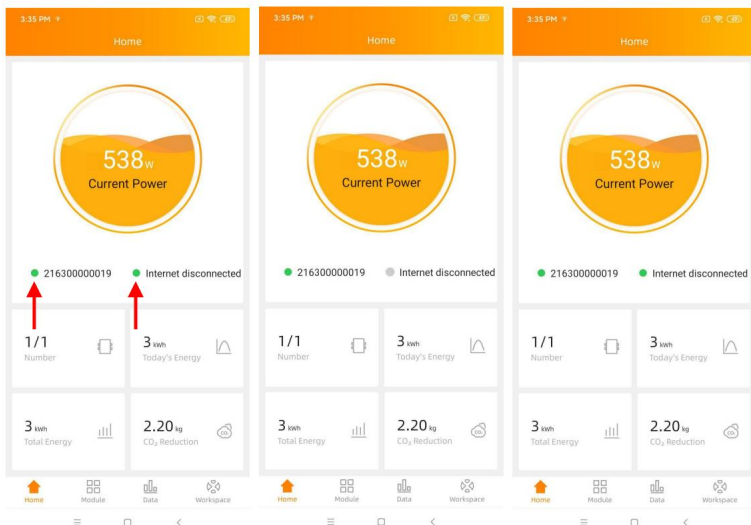 3:35 PM
Home
538w
Current Power
216300000019 Internet disconnected
1/1
Number
3 kWh
Today's Energy
3 kWh
Total Energy
2.20 kg
CO₂ Reduction
Home Module Data Workspace
3:35 PM
Home
538w
Current Power
216300000019 Internet disconnected
1/1
Number
3 kWh
Today's Energy
3 kWh
Total Energy
2.20 kg
CO₂ Reduction
Home Module Data Workspace
3:35 PM
Home
538w
Current Power
216300000019 Internet disconnected
1/1
Number
3 kWh
Today's Energy
3 kWh
Total Energy
2.20 kg
CO₂ Reduction
Home Module Data Workspace